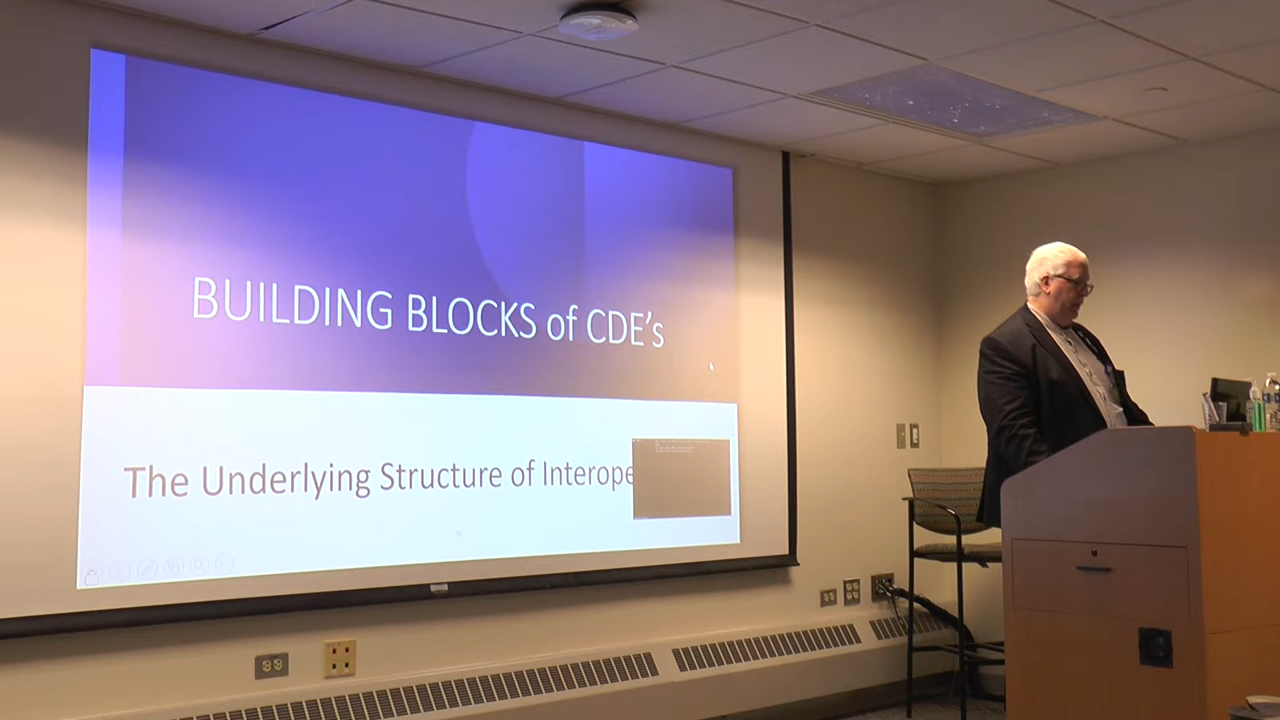 BUILDING BLOCKS of CDE's
The Underlying Structure of Interope